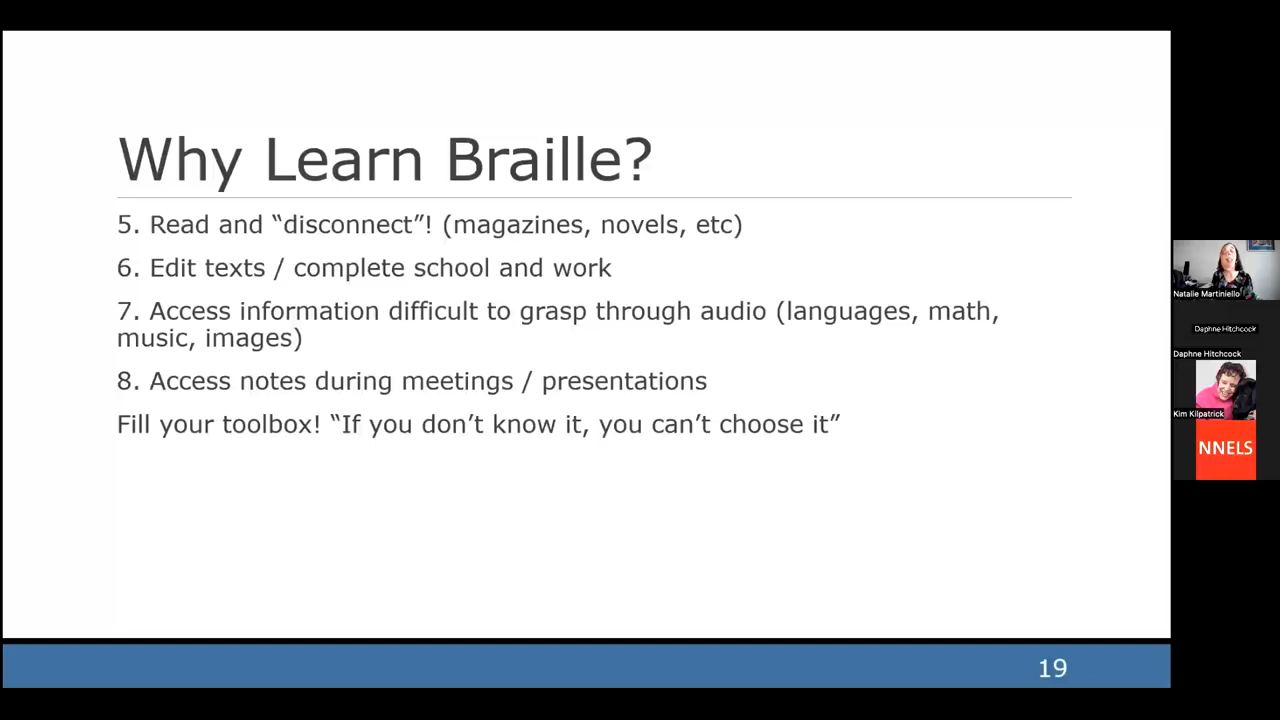 Why Learn Braille?
5. Read and “disconnect”! (magazines, novels, etc)
6. Edit texts / complete school and work
7. Access information difficult to grasp through audio (languages, math,
music, images)
8. Access notes during meetings / presentations
Fill your toolbox! “If you don’t know it, you can’t choose it”
19
Natalie Martiniello
Daphne Hitchcock
Daphne Hitchcock
Kim Kilpatrick
NNELS